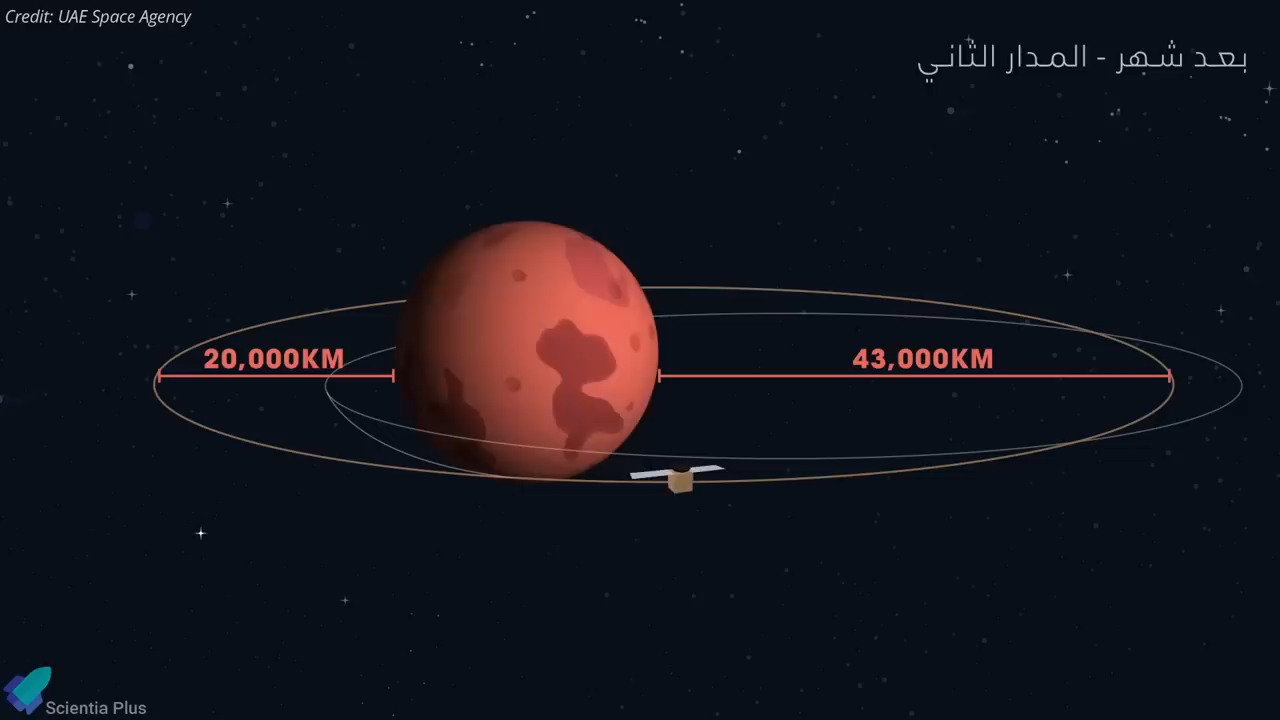 Credit: UAE Space Agency
بعد شهر - المدار الثاني
20,000KM
43,000KM
Scientia Plus